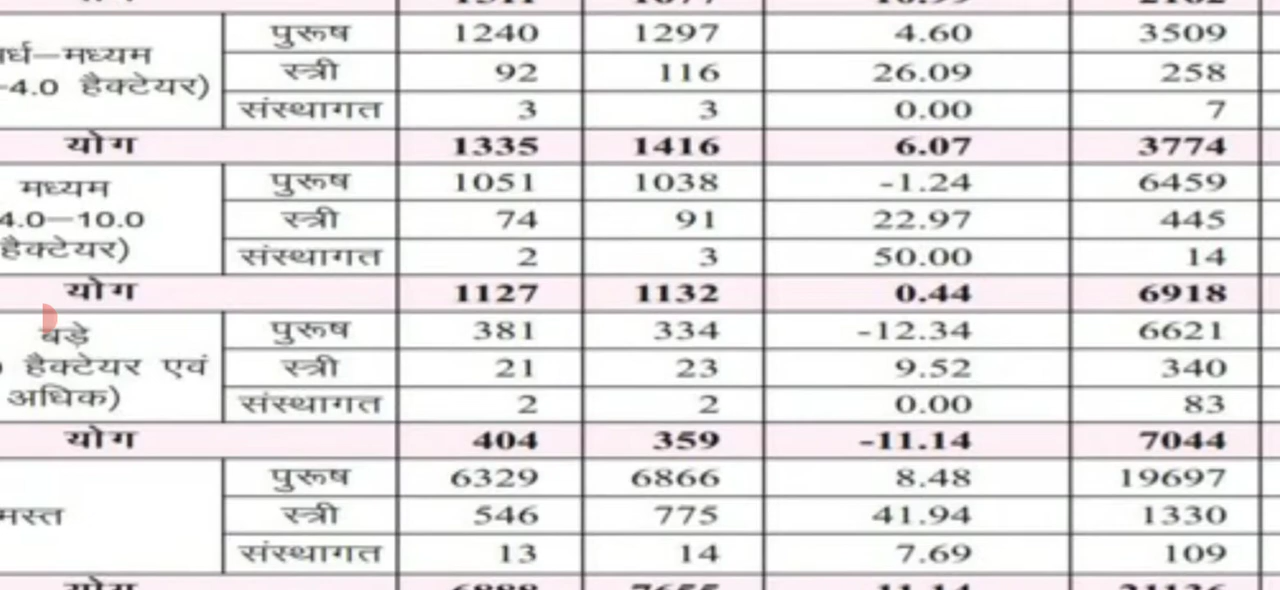 पुरूष 1240 1297 4.60 3509
र्ध–मध्यम
स्त्री 92 116 26.09 258
-4.0 हैक्टेयर)
संस्थागत 3 3 0.00 7
योग 1335 1416 6.07 3774
मध्यम पुरूष 1051 1038 -1.24 6459
4.0–10.0 स्त्री 74 91 22.97 445
हैक्टेयर) संस्थागत 2 3 50.00 14
योग 1127 1132 0.44 6918
बड़े पुरूष 381 334 -12.34 6621
हैक्टेयर एवं स्त्री 21 23 9.52 340
अधिक) संस्थागत 2 2 0.00 83
योग 404 359 -11.14 7044
पुरूष 6329 6866 8.48 19697
मस्त स्त्री 546 775 41.94 1330
संस्थागत 13 14 7.69 109